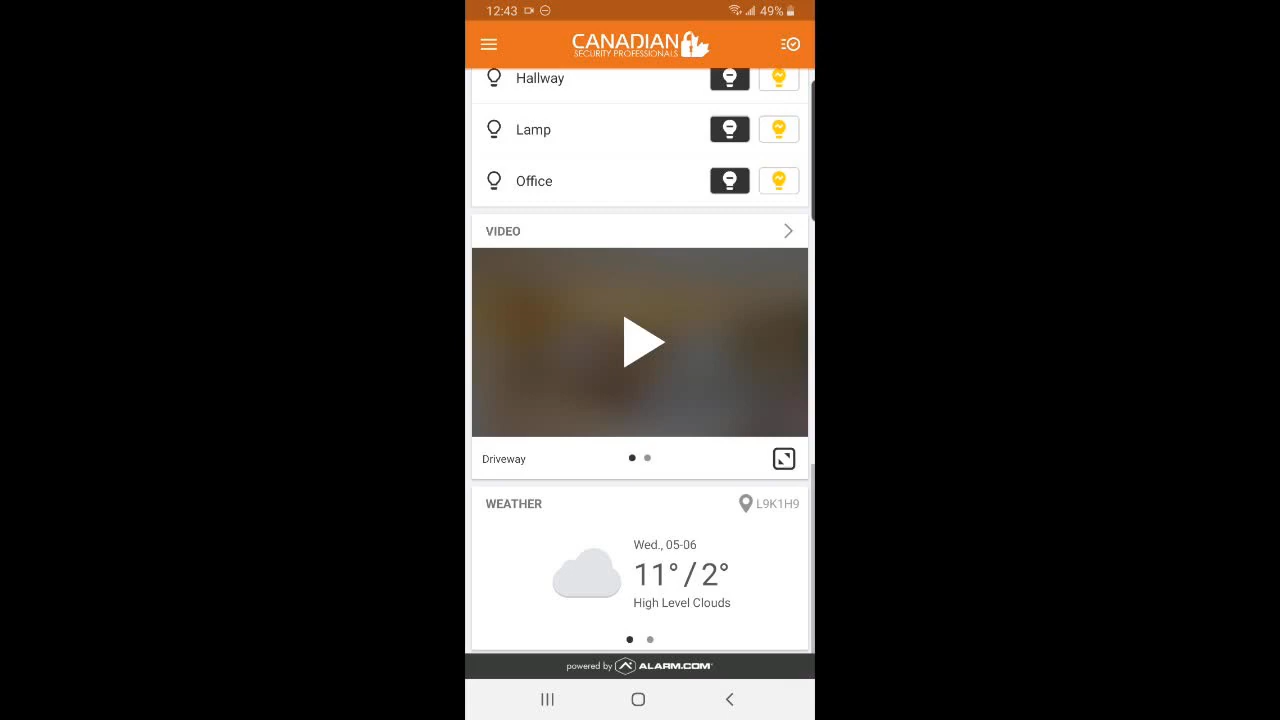 12:43 49%
CANADIAN
SECURITY PROFESSIONALS
Hallway
Lamp
Office
VIDEO
Driveway
WEATHER L9K1H9
Wed., 05-06
11° / 2°
High Level Clouds
powered by ALARM.COM